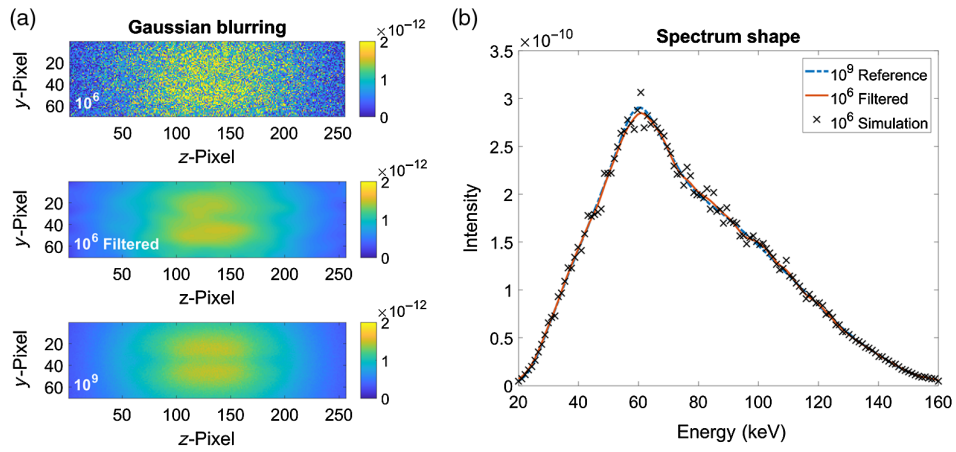 (a)
Gaussian blurring
×10⁻¹²
20
40
60
y-Pixel
10⁶
50 100 150 200 250
z-Pixel
2
1
0
×10⁻¹²
20
40
60
y-Pixel
10⁶ Filtered
50 100 150 200 250
z-Pixel
2
1
0
×10⁻¹²
20
40
60
y-Pixel
10⁹
50 100 150 200 250
z-Pixel
2
1
0
(b)
Spectrum shape
×10⁻¹⁰
3.5
3
2.5
2
1.5
1
0.5
0
Intensity
10⁹ Reference
10⁶ Filtered
10⁶ Simulation
20 40 60 80 100 120 140 160
Energy (keV)